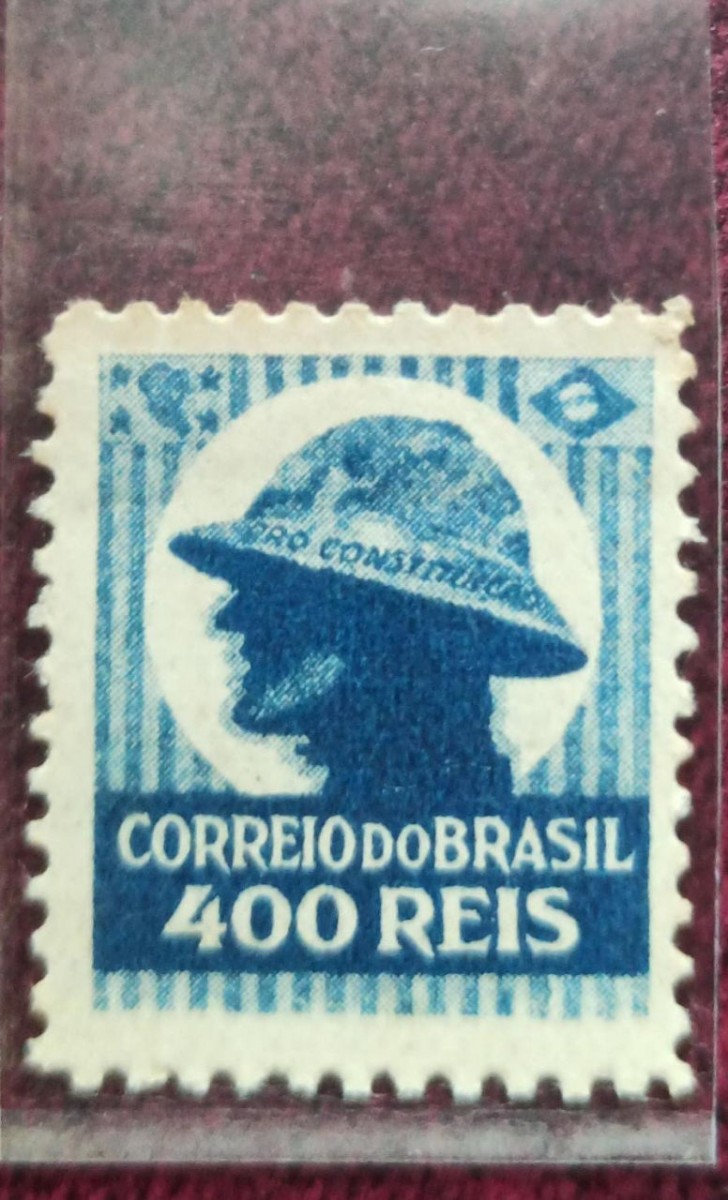 PRO CONSTITUIÇÃO
CORREIO DO BRASIL
400 REIS